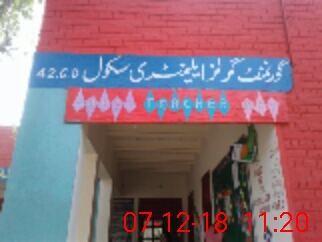 گورنمنٹ گرلز ایلیمنٹری سکول 42.G D
TEACHER
07-12-18 11:20